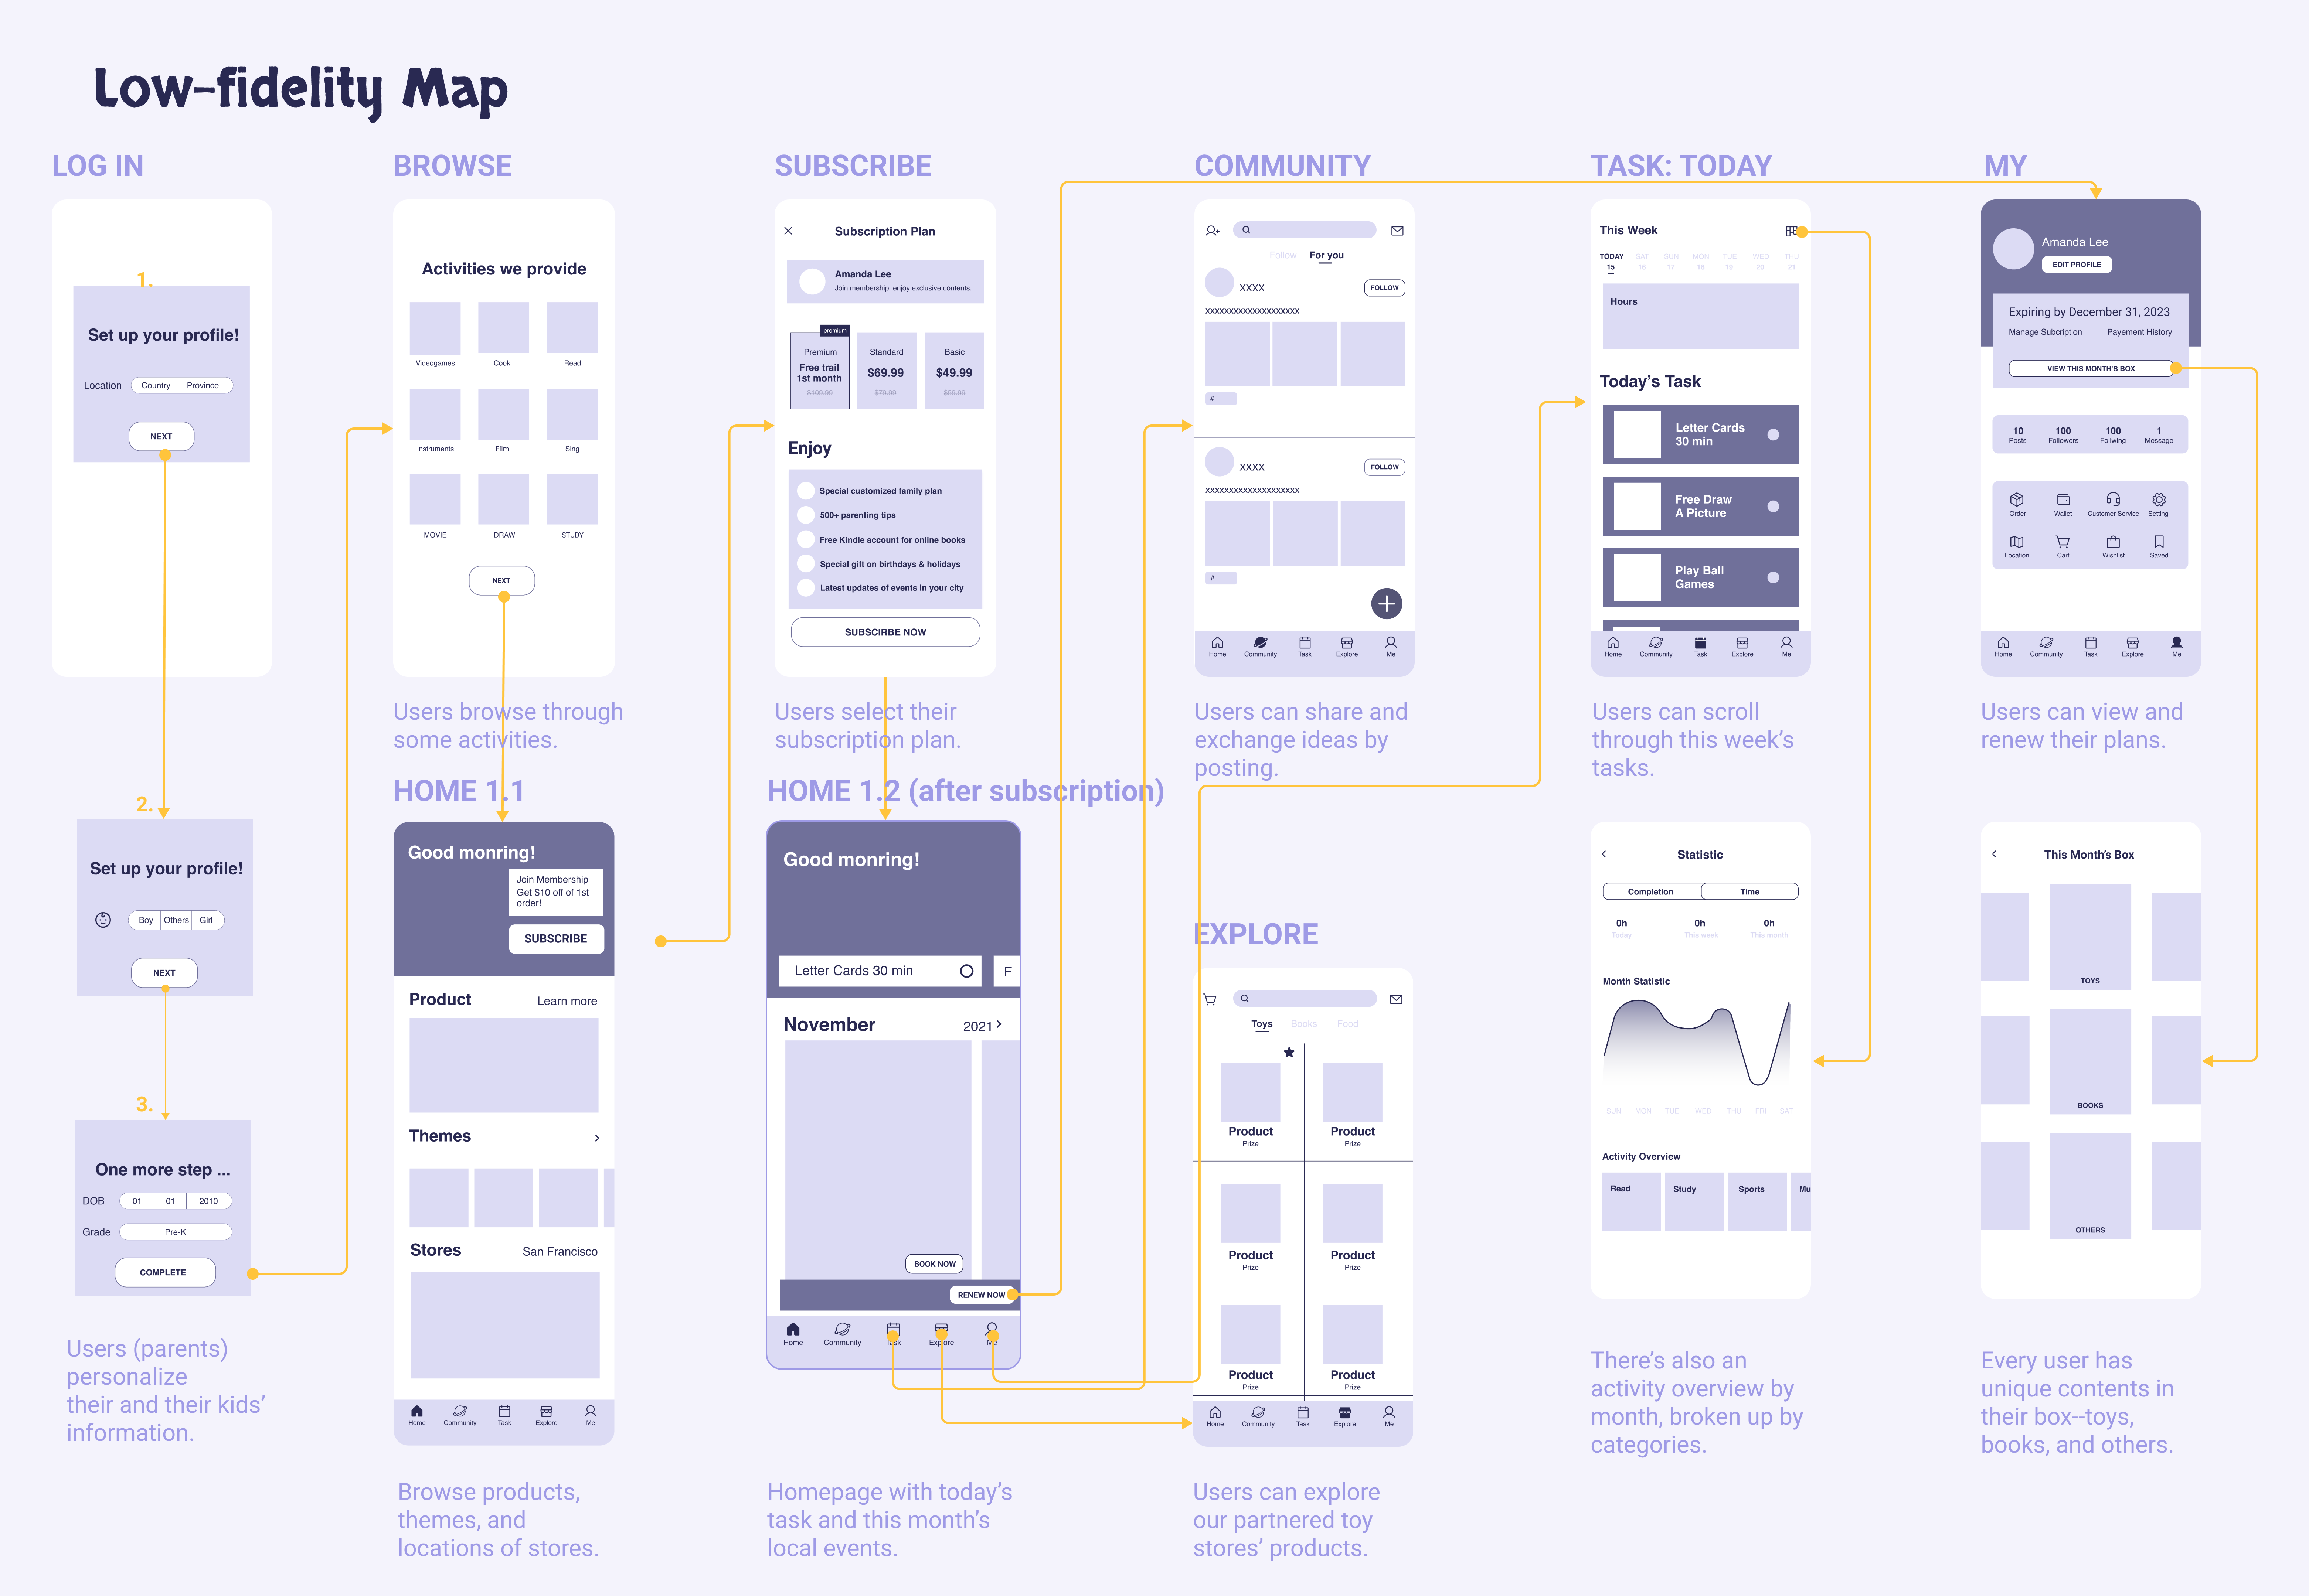 Low-fidelity Map
LOG IN
1.
Set up your profile!
Location Country Province
NEXT
2.
Set up your profile!
Boy Others Girl
NEXT
3.
One more step ...
DOB 01 01 2010
Grade Pre-K
COMPLETE
Users (parents)
personalize
their and their kids’
information.
BROWSE
Activities we provide
Videogames Cook Read
Instruments Film Sing
MOVIE DRAW STUDY
NEXT
Users browse through
some activities.
HOME 1.1
Good monring!
Join Membership
Get $10 off of 1st
order!
SUBSCRIBE
Product Learn more
Themes
Stores San Francisco
Home Community Task Explore Me
Browse products,
themes, and
locations of stores.
SUBSCRIBE
Subscription Plan
Amanda Lee
Join membership, enjoy exclusive contents.
premium
Premium Standard Basic
Free trail
1st month
$69.99 $49.99
$109.99 $79.99 $59.99
Enjoy
Special customized family plan
500+ parenting tips
Free Kindle account for online books
Special gift on birthdays & holidays
Latest updates of events in your city
SUBSCIRBE NOW
Users select their
subscription plan.
HOME 1.2 (after subscription)
Good monring!
Letter Cards 30 min F
November 2021
BOOK NOW
RENEW NOW
Home Community Task Explore Me
Homepage with today’s
task and this month’s
local events.
COMMUNITY
Follow For you
XXXX FOLLOW
xxxxxxxxxxxxxxxxxxxx
#
XXXX FOLLOW
xxxxxxxxxxxxxxxxxxxx
#
Home Community Task Explore Me
Users can share and
exchange ideas by
posting.
EXPLORE
Toys Books Food
Product Product
Prize Prize
Product Product
Prize Prize
Product Product
Prize Prize
Home Community Task Explore Me
Users can explore
our partnered toy
stores’ products.
TASK: TODAY
This Week
TODAY SAT SUN MON TUE WED THU
15 16 17 18 19 20 21
Hours
Today’s Task
Letter Cards
30 min
Free Draw
A Picture
Play Ball
Games
Home Community Task Explore Me
Users can scroll
through this week’s
tasks.
Statistic
Completion Time
0h 0h 0h
Today This week This month
Month Statistic
SUN MON TUE WED THU FRI SAT
Activity Overview
Read Study Sports Mu
There’s also an
activity overview by
month, broken up by
categories.
MY
Amanda Lee
EDIT PROFILE
Expiring by December 31, 2023
Manage Subcription Payement History
VIEW THIS MONTH’S BOX
10 100 100 1
Posts Followers Follwing Message
Order Wallet Customer Service Setting
Location Cart Wishlist Saved
Home Community Task Explore Me
Users can view and
renew their plans.
This Month’s Box
TOYS
BOOKS
OTHERS
Every user has
unique contents in
their box--toys,
books, and others.